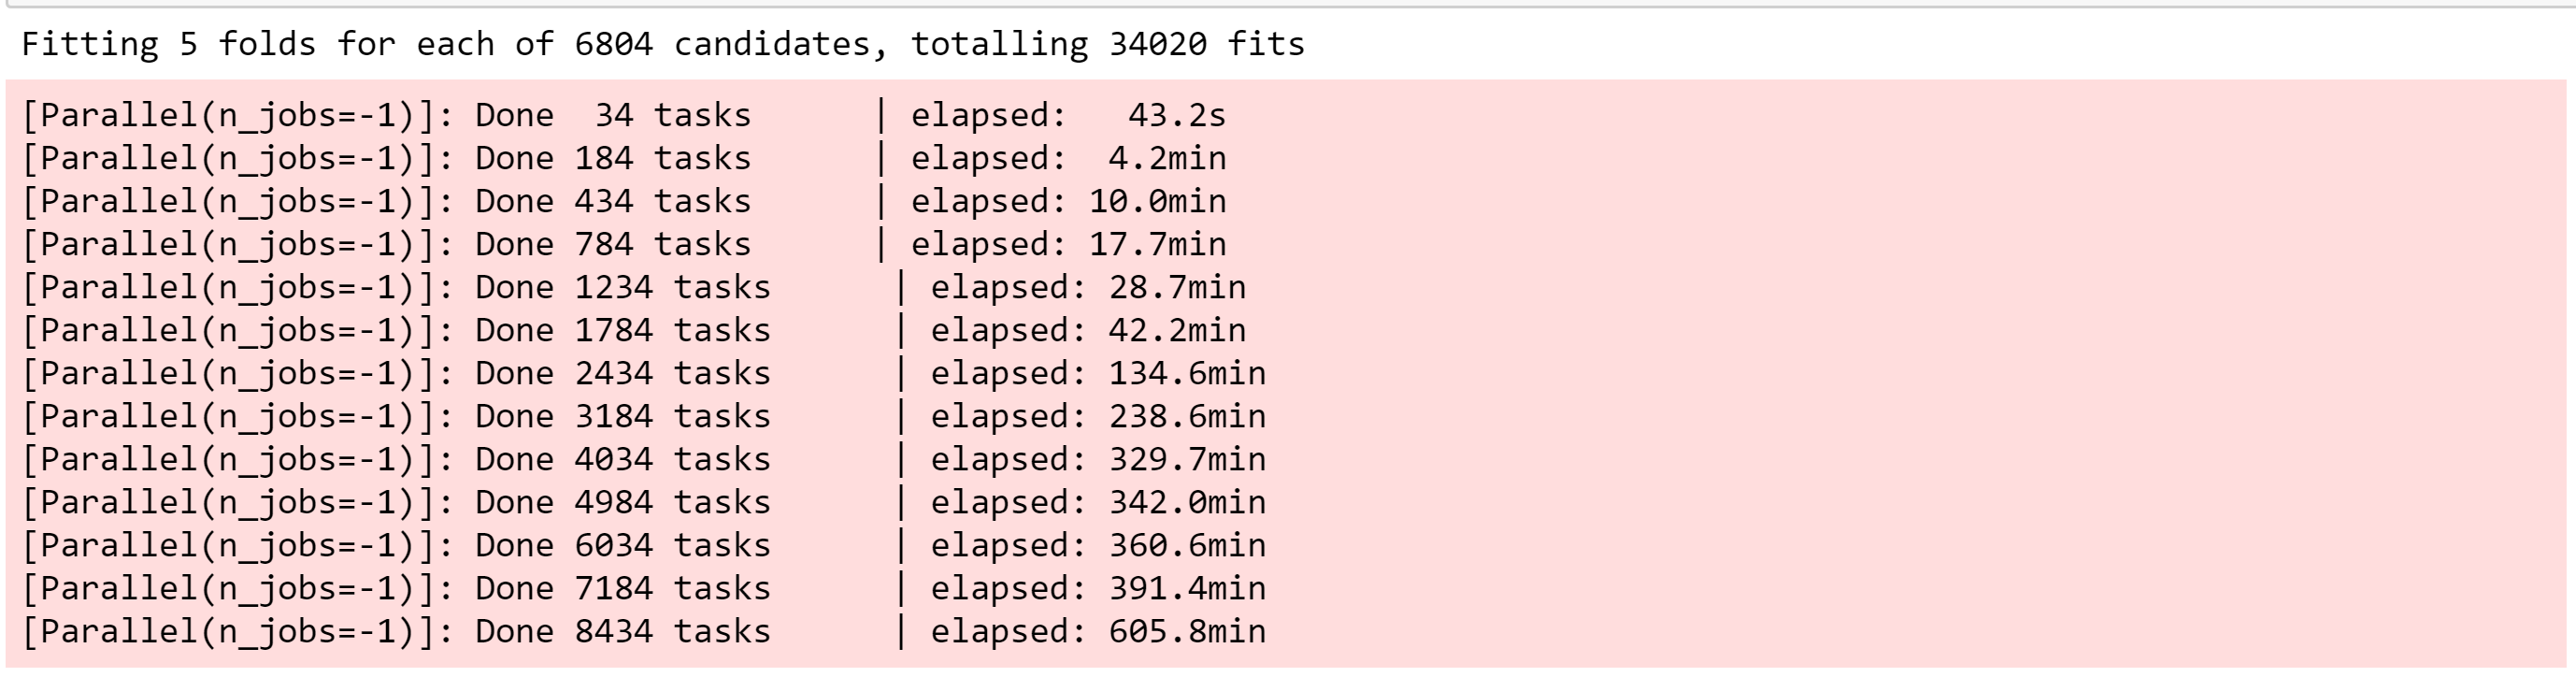 Fitting 5 folds for each of 6804 candidates, totalling 34020 fits
[Parallel(n_jobs=-1)]: Done  34 tasks      | elapsed:   43.2s
[Parallel(n_jobs=-1)]: Done 184 tasks      | elapsed:  4.2min
[Parallel(n_jobs=-1)]: Done 434 tasks      | elapsed: 10.0min
[Parallel(n_jobs=-1)]: Done 784 tasks      | elapsed: 17.7min
[Parallel(n_jobs=-1)]: Done 1234 tasks      | elapsed: 28.7min
[Parallel(n_jobs=-1)]: Done 1784 tasks      | elapsed: 42.2min
[Parallel(n_jobs=-1)]: Done 2434 tasks      | elapsed: 134.6min
[Parallel(n_jobs=-1)]: Done 3184 tasks      | elapsed: 238.6min
[Parallel(n_jobs=-1)]: Done 4034 tasks      | elapsed: 329.7min
[Parallel(n_jobs=-1)]: Done 4984 tasks      | elapsed: 342.0min
[Parallel(n_jobs=-1)]: Done 6034 tasks      | elapsed: 360.6min
[Parallel(n_jobs=-1)]: Done 7184 tasks      | elapsed: 391.4min
[Parallel(n_jobs=-1)]: Done 8434 tasks      | elapsed: 605.8min